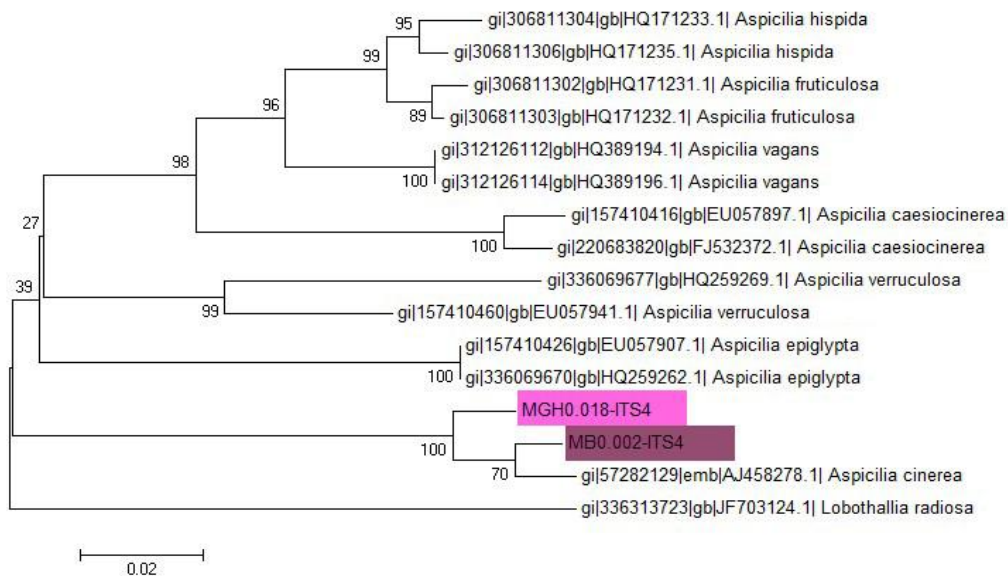 95
gi|306811304|gb|HQ171233.1| Aspicilia hispida
gi|306811306|gb|HQ171235.1| Aspicilia hispida
99
gi|306811302|gb|HQ171231.1| Aspicilia fruticulosa
96
89
gi|306811303|gb|HQ171232.1| Aspicilia fruticulosa
gi|312126112|gb|HQ389194.1| Aspicilia vagans
98
100
gi|312126114|gb|HQ389196.1| Aspicilia vagans
gi|157410416|gb|EU057897.1| Aspicilia caesiocinerea
27
100
gi|220683820|gb|FJ532372.1| Aspicilia caesiocinerea
gi|336069677|gb|HQ259269.1| Aspicilia verruculosa
39
99
gi|157410460|gb|EU057941.1| Aspicilia verruculosa
gi|157410426|gb|EU057907.1| Aspicilia epiglypta
100
gi|336069670|gb|HQ259262.1| Aspicilia epiglypta
MGH0.018-ITS4
100
MB0.002-ITS4
70
gi|57282129|emb|AJ458278.1| Aspicilia cinerea
gi|336313723|gb|JF703124.1| Lobothallia radiosa
0.02